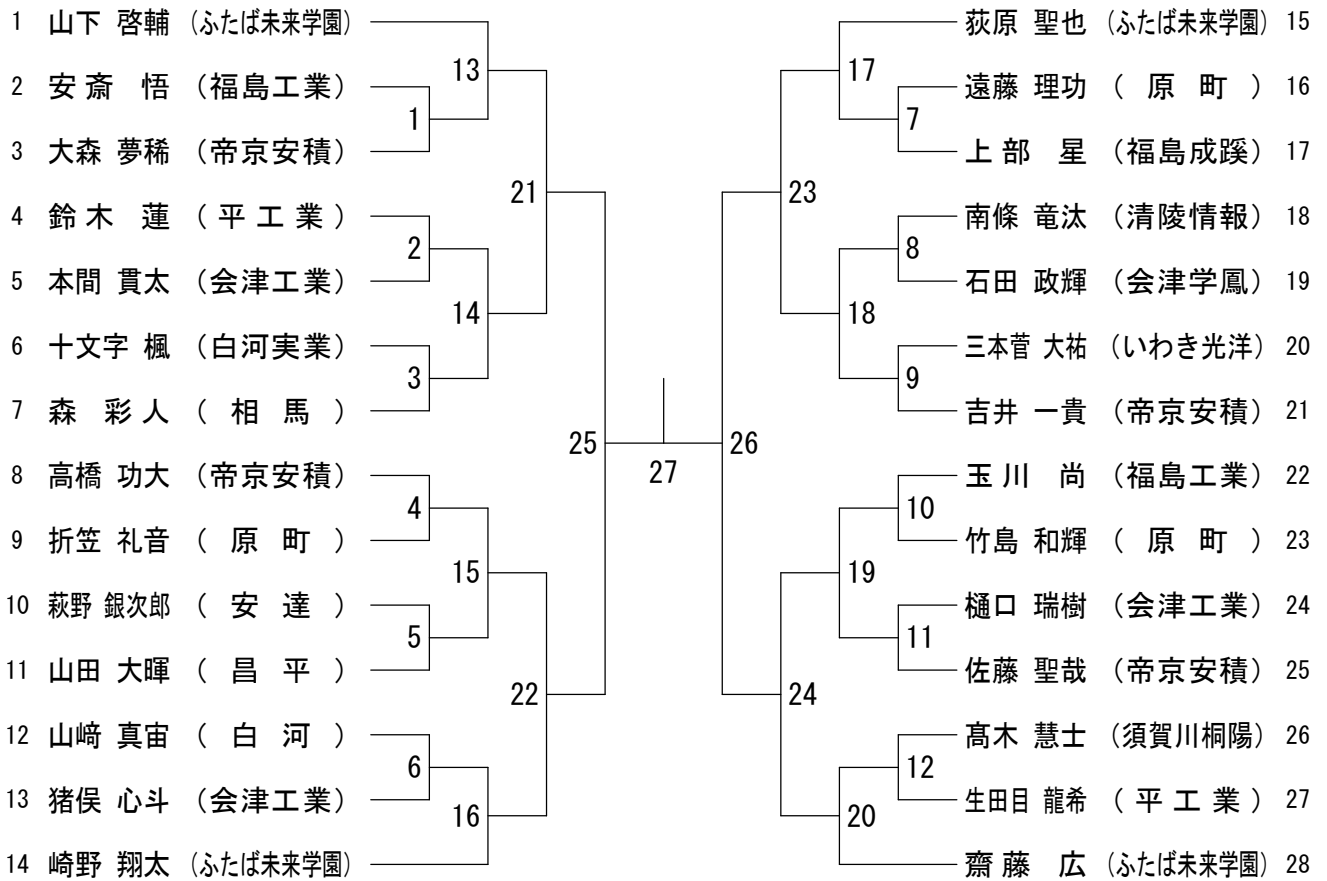 1 山下 啓輔 (ふたば未来学園)
2 安斎 悟 (福島工業)
3 大森 夢稀 (帝京安積)
4 鈴木 蓮 (平工業)
5 本間 貫太 (会津工業)
6 十文字 楓 (白河実業)
7 森 彩人 (相馬)
8 高橋 功大 (帝京安積)
9 折笠 礼音 (原町)
10 萩野 銀次郎 (安達)
11 山田 大暉 (昌平)
12 山﨑 真宙 (白河)
13 猪俣 心斗 (会津工業)
14 崎野 翔太 (ふたば未来学園)
13
1
21
2
14
3
25
4
15
5
22
6
16
27
17
7
23
8
18
9
26
10
19
11
24
12
20
荻原 聖也 (ふたば未来学園) 15
遠藤 理功 (原町) 16
上部 星 (福島成蹊) 17
南條 竜汰 (清陵情報) 18
石田 政輝 (会津学鳳) 19
三本菅 大祐 (いわき光洋) 20
吉井 一貴 (帝京安積) 21
玉川 尚 (福島工業) 22
竹島 和輝 (原町) 23
樋口 瑞樹 (会津工業) 24
佐藤 聖哉 (帝京安積) 25
髙木 慧士 (須賀川桐陽) 26
生田目 龍希 (平工業) 27
齋藤 広 (ふたば未来学園) 28